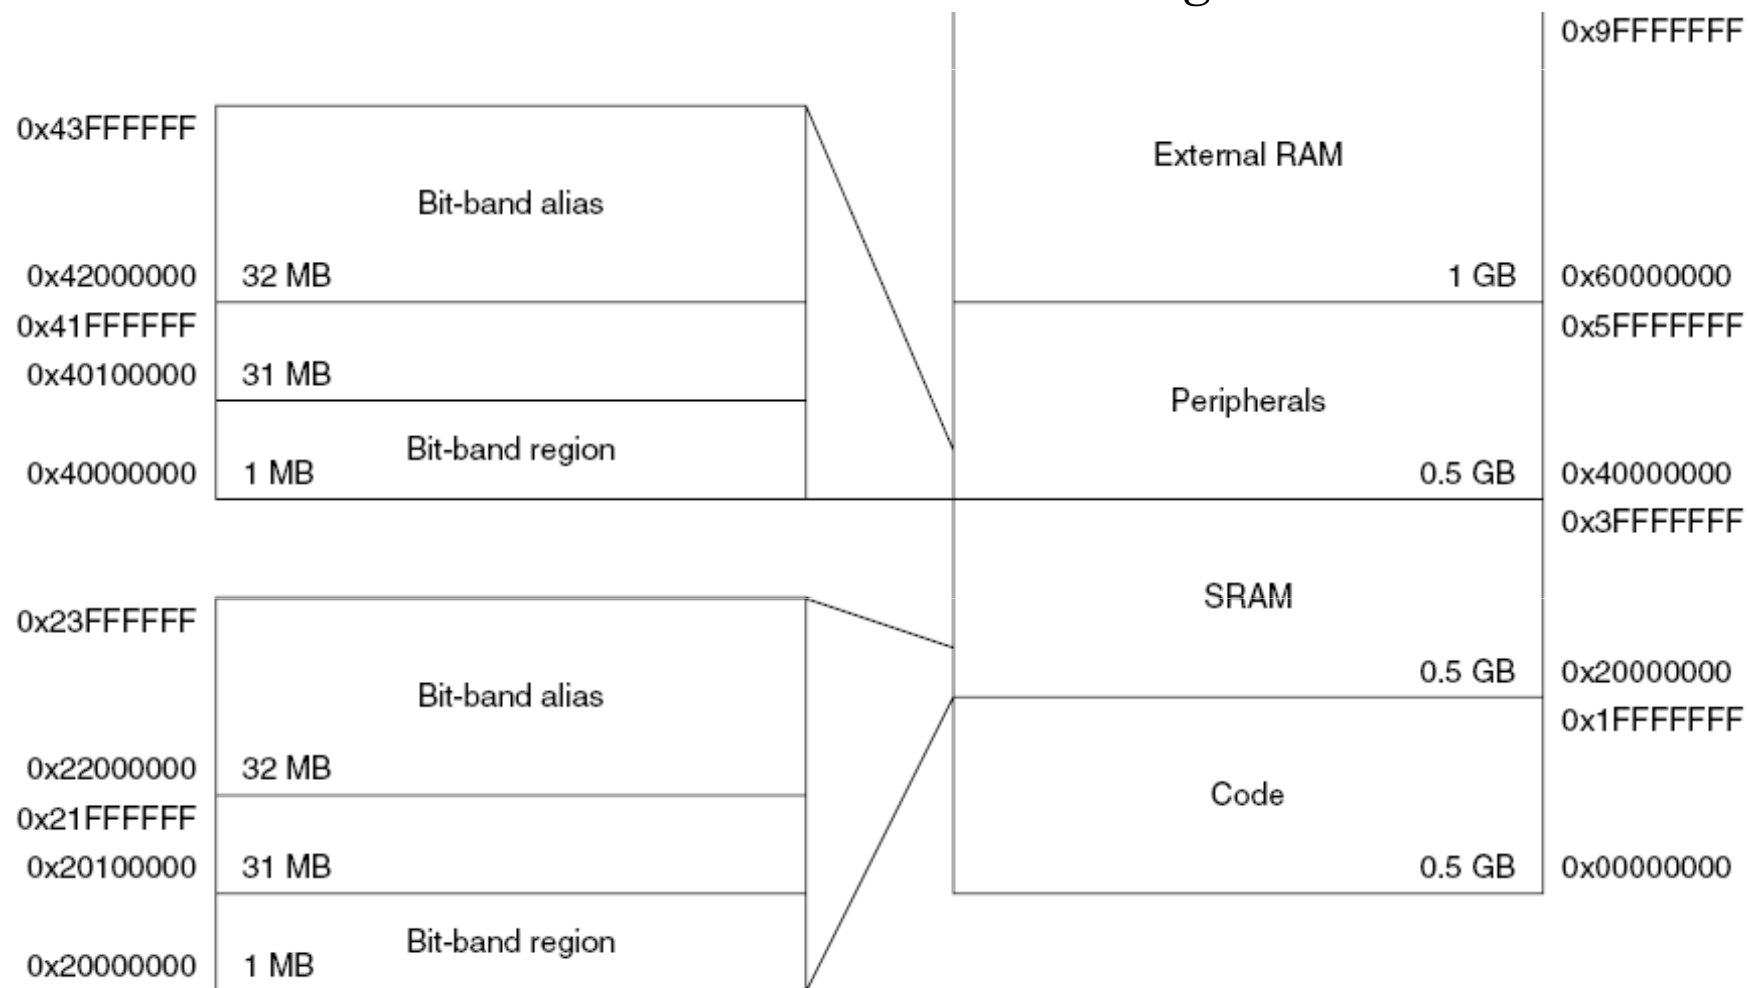 0x9FFFFFFF
0x43FFFFFF
External RAM
Bit-band alias
0x42000000 32 MB 1 GB 0x60000000
0x41FFFFFF 0x5FFFFFFF
0x40100000 31 MB
Peripherals
Bit-band region
0x40000000 1 MB 0.5 GB 0x40000000
0x3FFFFFFF
SRAM
0x23FFFFFF
0.5 GB 0x20000000
Bit-band alias
0x1FFFFFFF
0x22000000 32 MB
Code
0x21FFFFFF
0x20100000 31 MB 0.5 GB 0x00000000
Bit-band region
0x20000000 1 MB